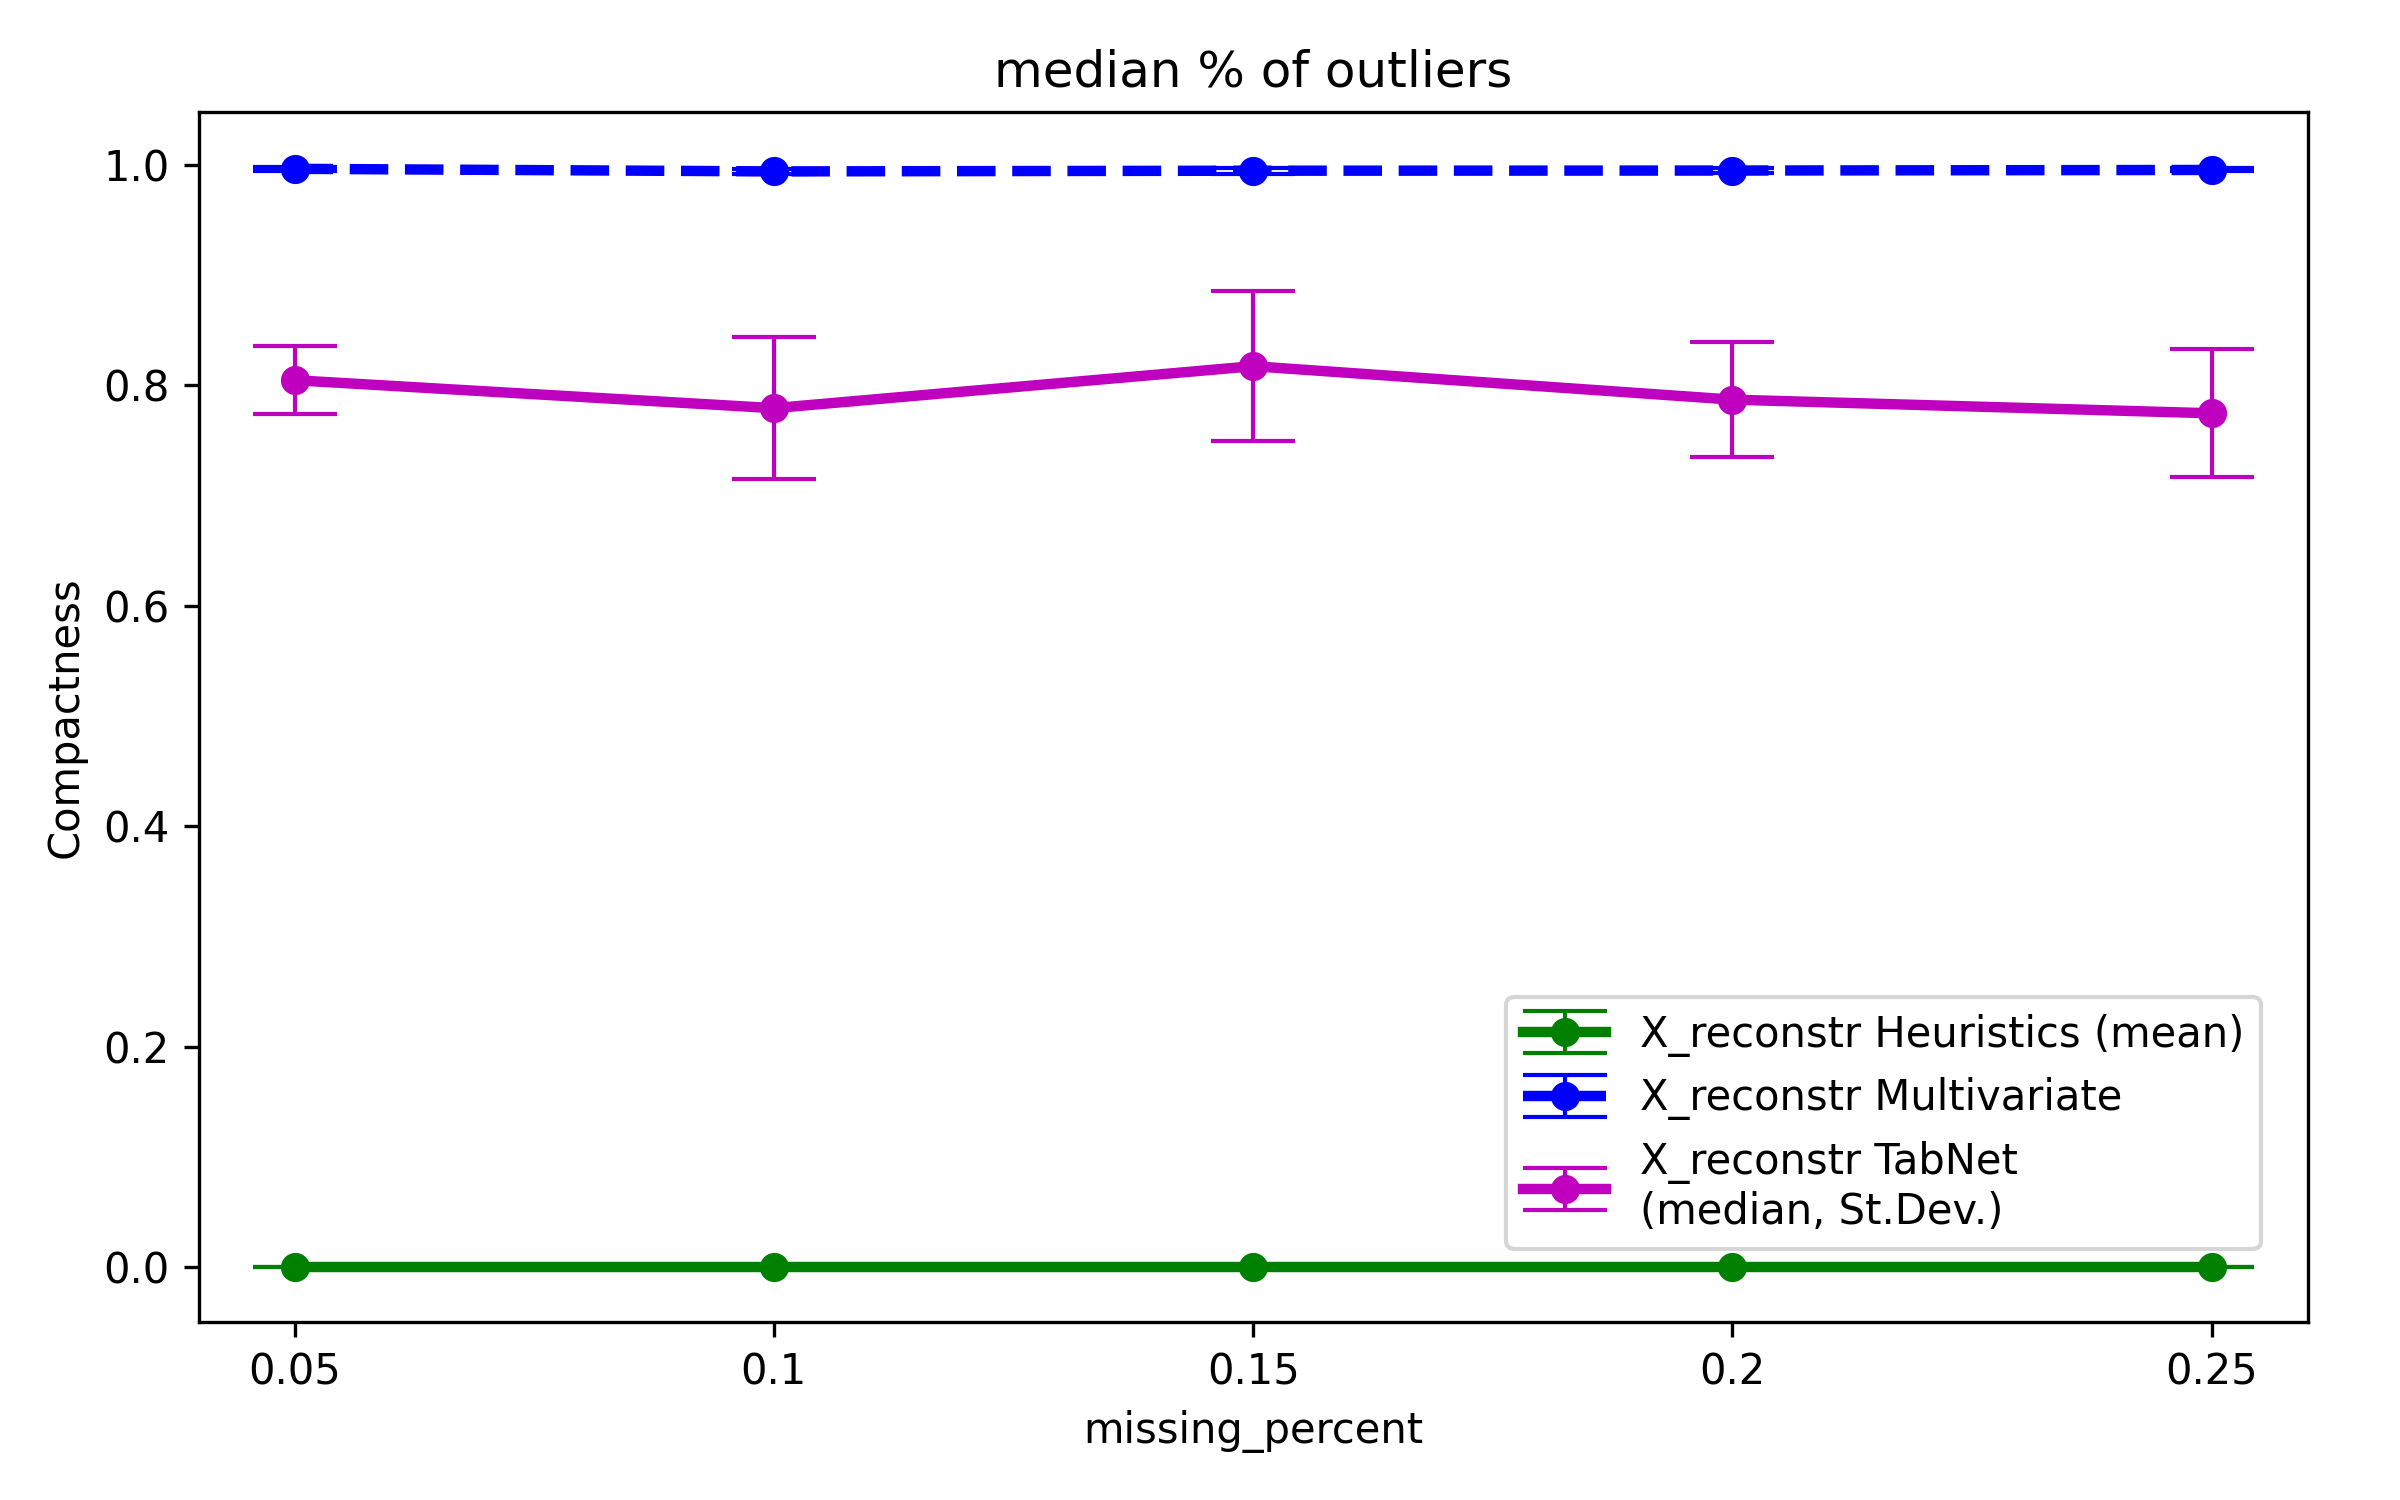 median % of outliers
1.0
0.8
0.6
0.4
0.2
0.0
Compactness
X_reconstr Heuristics (mean)
X_reconstr Multivariate
X_reconstr TabNet
(median, St.Dev.)
0.05
0.1
0.15
0.2
0.25
missing_percent